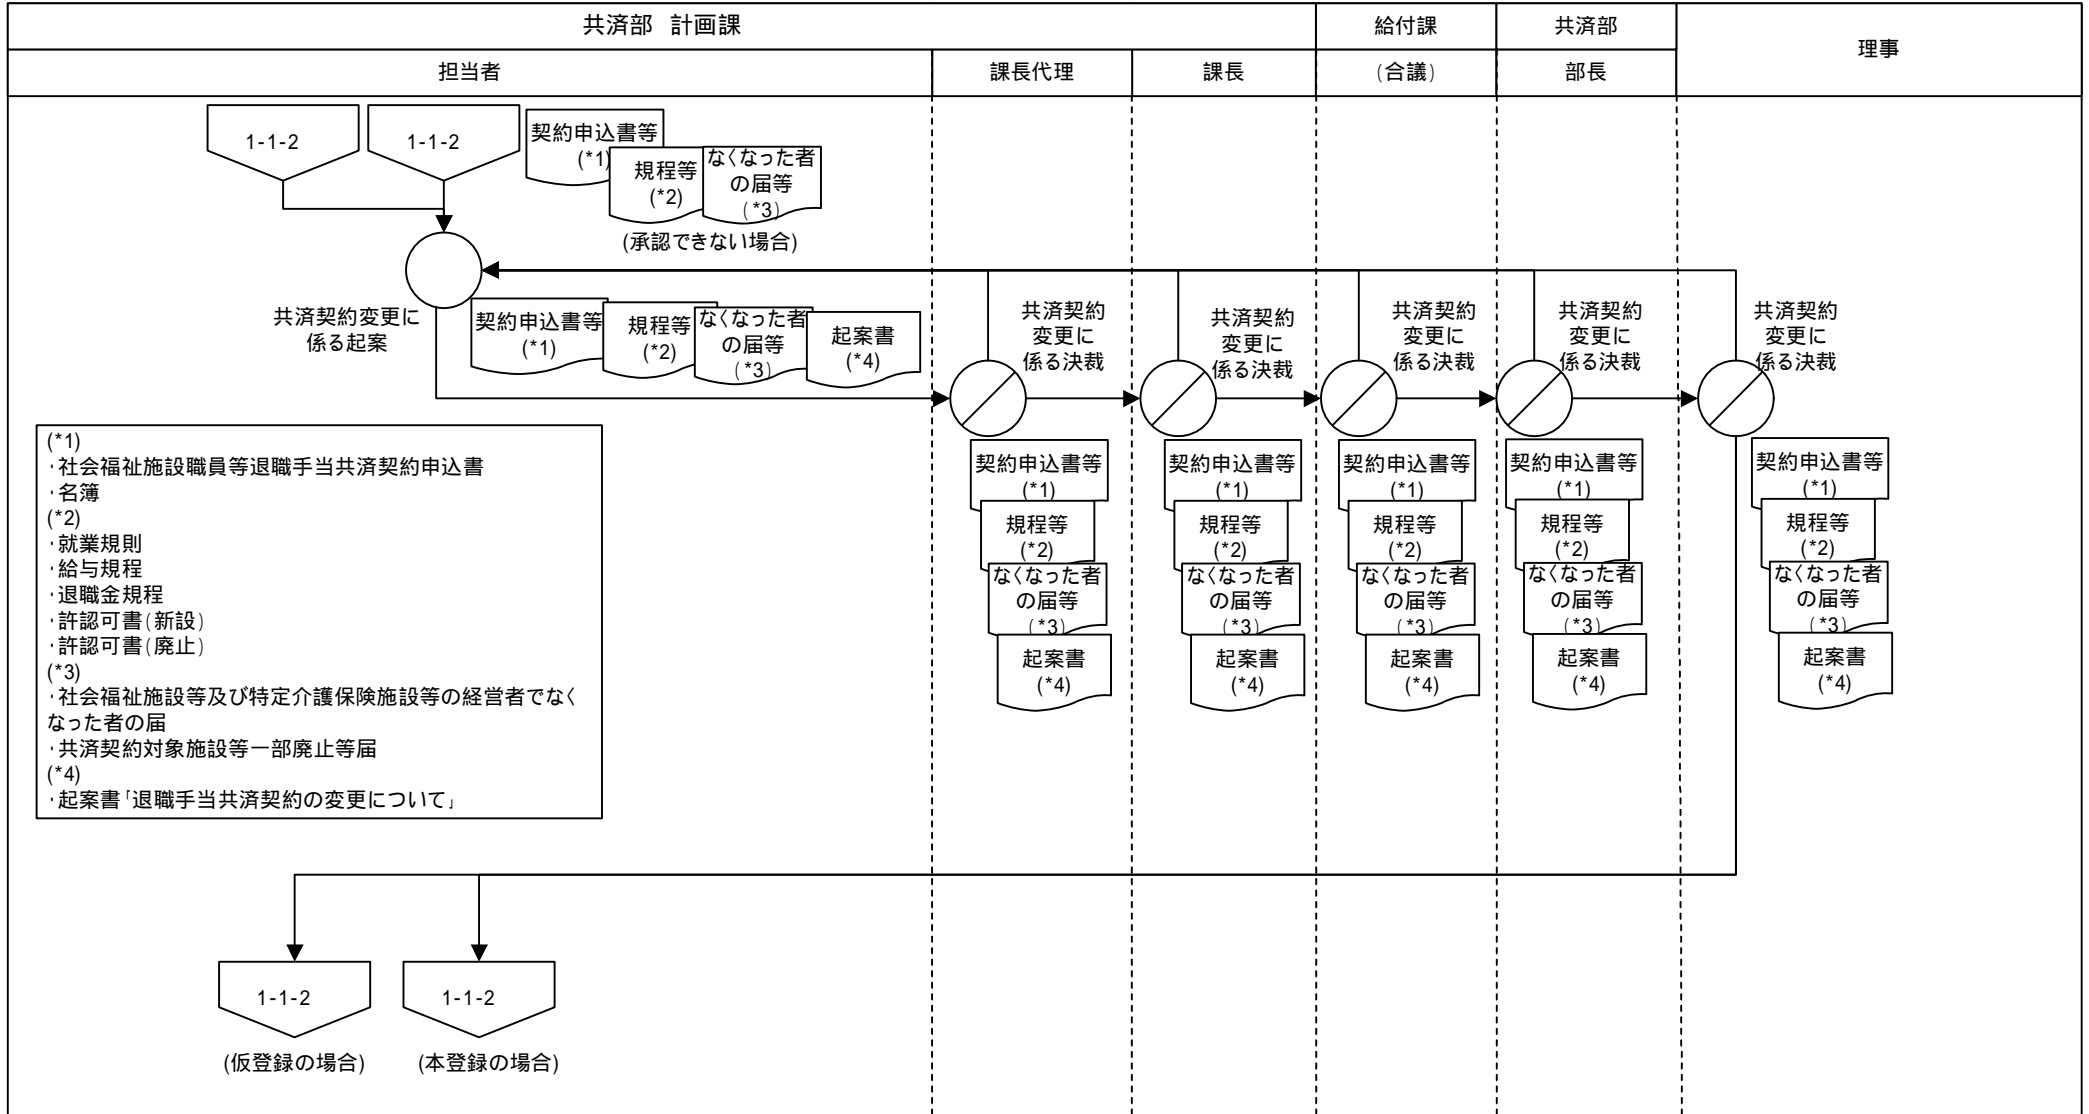 共済部 計画課
給付課
共済部
理事
担当者
課長代理
課長
(合議)
部長
1-1-2
1-1-2
契約申込書等
(*1)
規程等
(*2)
なくなった者
の届等
(*3)
(承認できない場合)
共済契約変更に
係る起案
契約申込書等
(*1)
規程等
(*2)
なくなった者
の届等
(*3)
起案書
(*4)
共済契約
変更に
係る決裁
共済契約
変更に
係る決裁
共済契約
変更に
係る決裁
共済契約
変更に
係る決裁
共済契約
変更に
係る決裁
(*1)
・社会福祉施設職員等退職手当共済契約申込書
・名簿
(*2)
・就業規則
・給与規程
・退職金規程
・許認可書(新設)
・許認可書(廃止)
(*3)
・社会福祉施設等及び特定介護保険施設等の経営者でなく
なった者の届
・共済契約対象施設等一部廃止等届
(*4)
・起案書「退職手当共済契約の変更について」
契約申込書等
(*1)
規程等
(*2)
なくなった者
の届等
(*3)
起案書
(*4)
契約申込書等
(*1)
規程等
(*2)
なくなった者
の届等
(*3)
起案書
(*4)
契約申込書等
(*1)
規程等
(*2)
なくなった者
の届等
(*3)
起案書
(*4)
契約申込書等
(*1)
規程等
(*2)
なくなった者
の届等
(*3)
起案書
(*4)
契約申込書等
(*1)
規程等
(*2)
なくなった者
の届等
(*3)
起案書
(*4)
1-1-2
1-1-2
(仮登録の場合)
(本登録の場合)